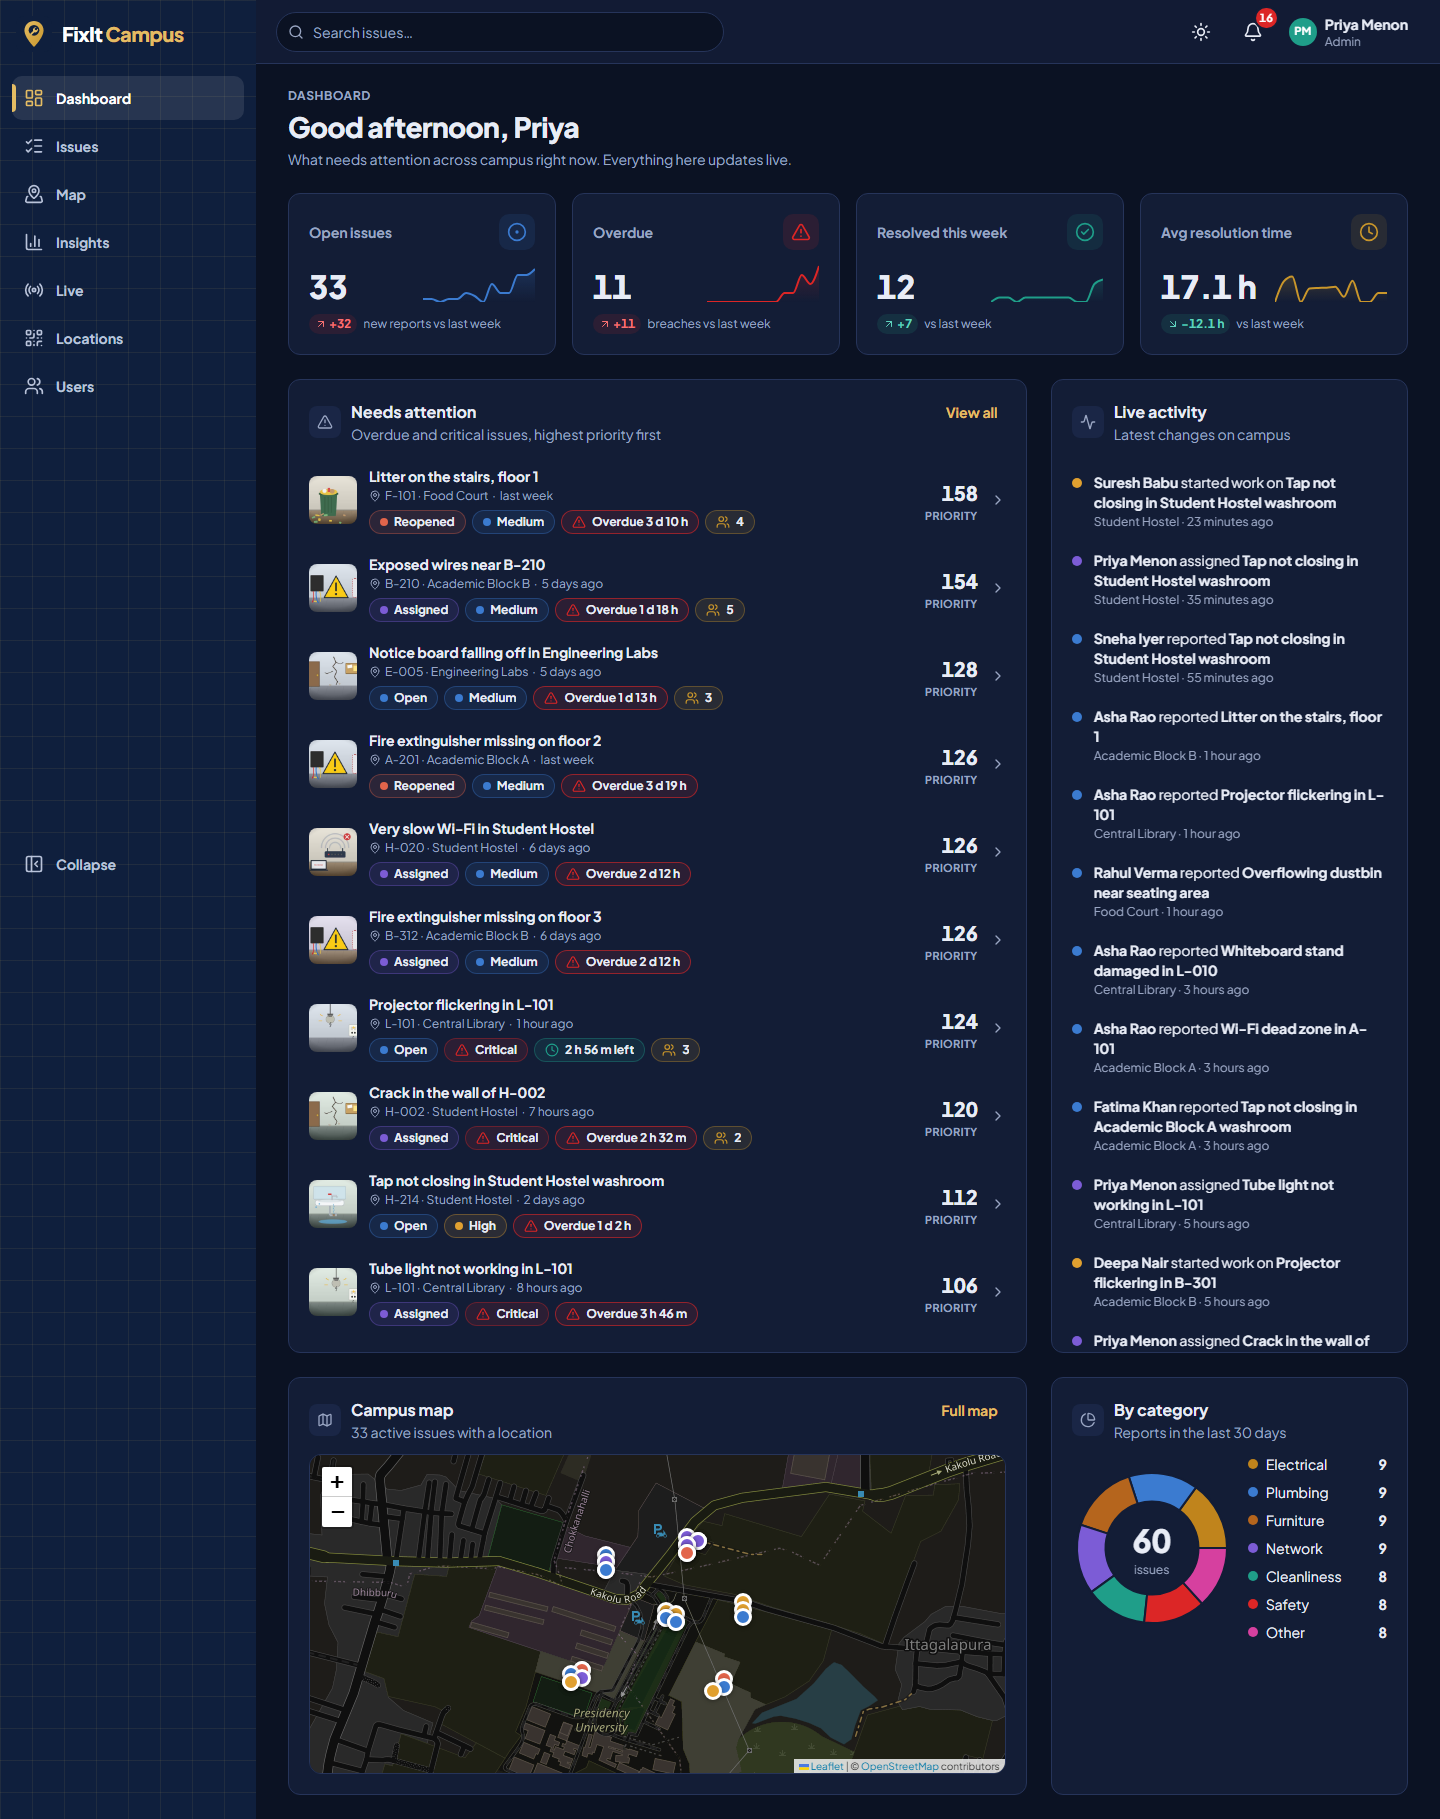 FixIt Campus
Search issues…
16
PM
Priya Menon
Admin
Dashboard
Issues
Map
Insights
Live
Locations
Users
Collapse
DASHBOARD
Good afternoon, Priya
What needs attention across campus right now. Everything here updates live.
Open issues
33
+32 new reports vs last week
Overdue
11
+11 breaches vs last week
Resolved this week
12
+7 vs last week
Avg resolution time
17.1 h
−12.1 h vs last week
Needs attention
View all
Overdue and critical issues, highest priority first
Litter on the stairs, floor 1
F-101 · Food Court · last week
Reopened Medium Overdue 3 d 10 h 4
158
PRIORITY
Exposed wires near B-210
B-210 · Academic Block B · 5 days ago
Assigned Medium Overdue 1 d 18 h 5
154
PRIORITY
Notice board falling off in Engineering Labs
E-005 · Engineering Labs · 5 days ago
Open Medium Overdue 1 d 13 h 3
128
PRIORITY
Fire extinguisher missing on floor 2
A-201 · Academic Block A · last week
Reopened Medium Overdue 3 d 19 h
126
PRIORITY
Very slow Wi-Fi in Student Hostel
H-020 · Student Hostel · 6 days ago
Assigned Medium Overdue 2 d 12 h
126
PRIORITY
Fire extinguisher missing on floor 3
B-312 · Academic Block B · 6 days ago
Assigned Medium Overdue 2 d 12 h
126
PRIORITY
Projector flickering in L-101
L-101 · Central Library · 1 hour ago
Open Critical 2 h 56 m left 3
124
PRIORITY
Crack in the wall of H-002
H-002 · Student Hostel · 7 hours ago
Assigned Critical Overdue 2 h 32 m 2
120
PRIORITY
Tap not closing in Student Hostel washroom
H-214 · Student Hostel · 2 days ago
Open High Overdue 1 d 2 h
112
PRIORITY
Tube light not working in L-101
L-101 · Central Library · 8 hours ago
Assigned Critical Overdue 3 h 46 m
106
PRIORITY
Live activity
Latest changes on campus
Suresh Babu started work on Tap not
closing in Student Hostel washroom
Student Hostel · 23 minutes ago
Priya Menon assigned Tap not closing in
Student Hostel washroom
Student Hostel · 35 minutes ago
Sneha Iyer reported Tap not closing in
Student Hostel washroom
Student Hostel · 55 minutes ago
Asha Rao reported Litter on the stairs, floor
1
Academic Block B · 1 hour ago
Asha Rao reported Projector flickering in L-
101
Central Library · 1 hour ago
Rahul Verma reported Overflowing dustbin
near seating area
Food Court · 1 hour ago
Asha Rao reported Whiteboard stand
damaged in L-010
Central Library · 3 hours ago
Asha Rao reported Wi-Fi dead zone in A-
101
Academic Block A · 3 hours ago
Fatima Khan reported Tap not closing in
Academic Block A washroom
Academic Block A · 3 hours ago
Priya Menon assigned Tube light not
working in L-101
Central Library · 5 hours ago
Deepa Nair started work on Projector
flickering in B-301
Academic Block B · 5 hours ago
Priya Menon assigned Crack in the wall of
Campus map
Full map
33 active issues with a location
+
−
Kakolu Road
Chokkanahalli
P
Dhibburu
Kakolu Road
P
Ittagalapura
Presidency
University
Leaflet | © OpenStreetMap contributors
By category
Reports in the last 30 days
60
issues
Electrical 9
Plumbing 9
Furniture 9
Network 9
Cleanliness 8
Safety 8
Other 8